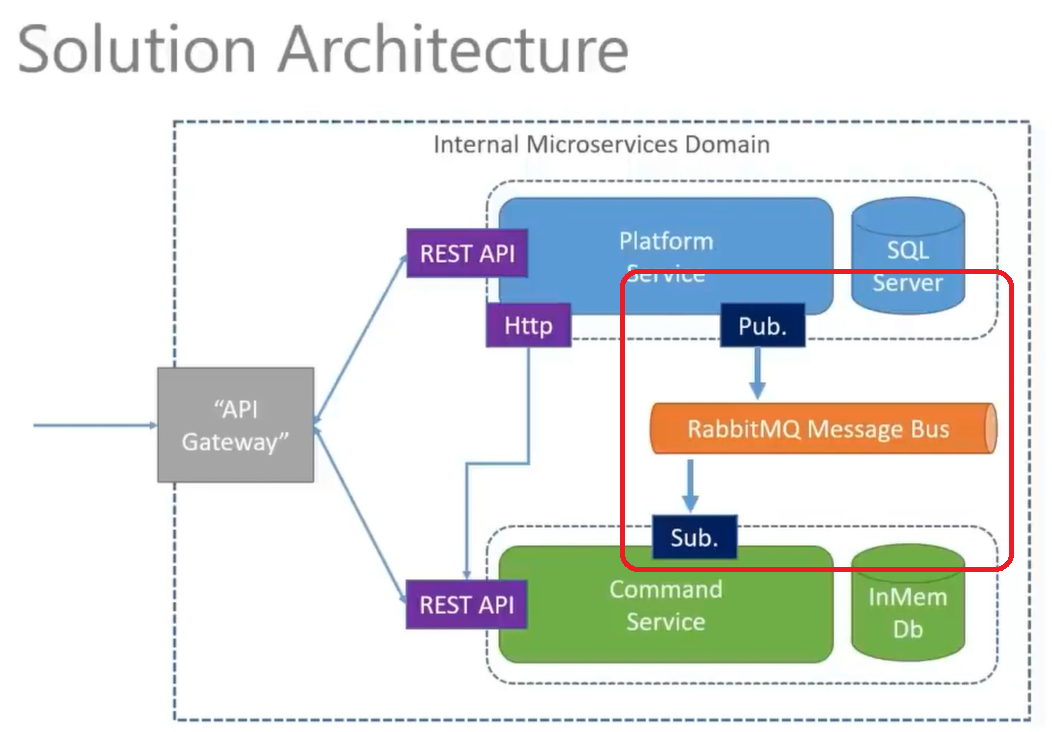 Solution Architecture
Internal Microservices Domain
REST API
Platform
Service
SQL
Server
Http
Pub.
“API
Gateway”
RabbitMQ Message Bus
Sub.
REST API
Command
Service
InMem
Db